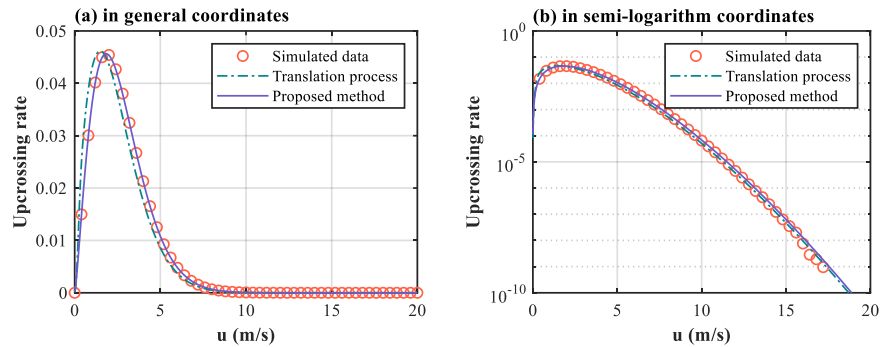 (a) in general coordinates
0.05
0.04
0.03
0.02
0.01
0
Upcrossing rate
Simulated data
Translation process
Proposed method
0 5 10 15 20
u (m/s)
(b) in semi-logarithm coordinates
10^0
10^-5
10^-10
Upcrossing rate
Simulated data
Translation process
Proposed method
0 5 10 15 20
u (m/s)